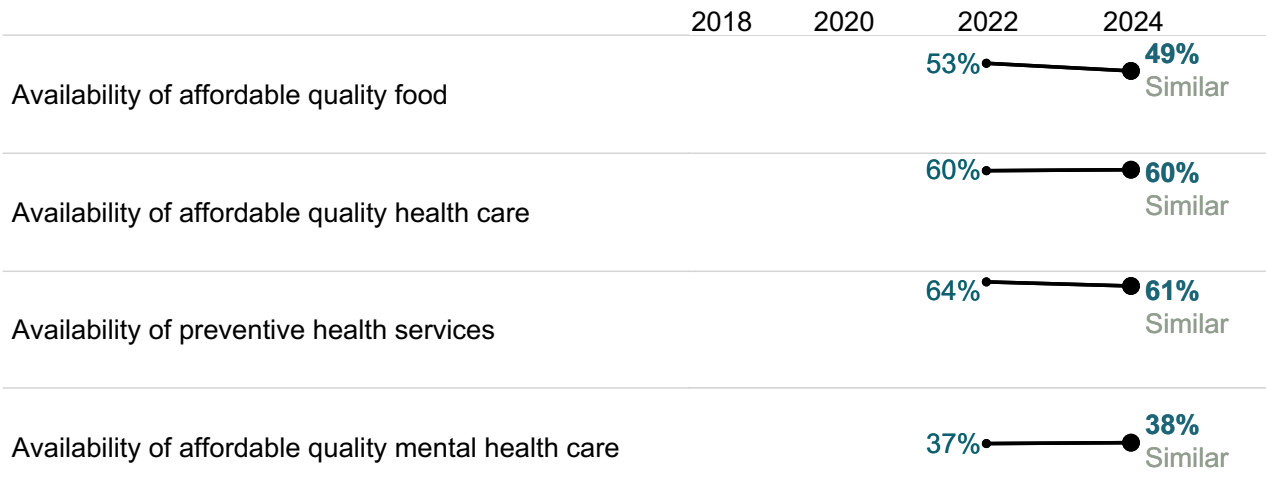 2018 2020 2022 2024
Availability of affordable quality food 53% 49%
Similar
Availability of affordable quality health care 60% 60%
Similar
Availability of preventive health services 64% 61%
Similar
Availability of affordable quality mental health care 37% 38%
Similar